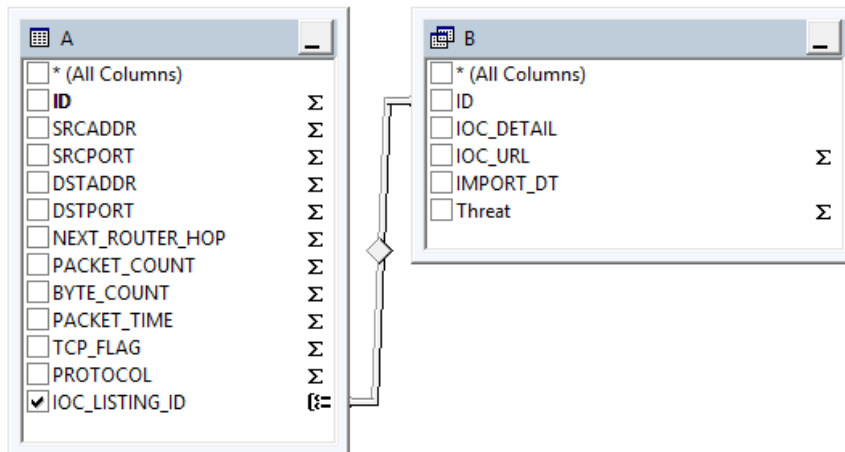 A
* (All Columns)
ID Σ
SRCADDR Σ
SRCPORT Σ
DSTADDR Σ
DSTPORT Σ
NEXT_ROUTER_HOP Σ
PACKET_COUNT Σ
BYTE_COUNT Σ
PACKET_TIME Σ
TCP_FLAG Σ
PROTOCOL Σ
IOC_LISTING_ID
B
* (All Columns)
ID
IOC_DETAIL
IOC_URL Σ
IMPORT_DT
Threat Σ